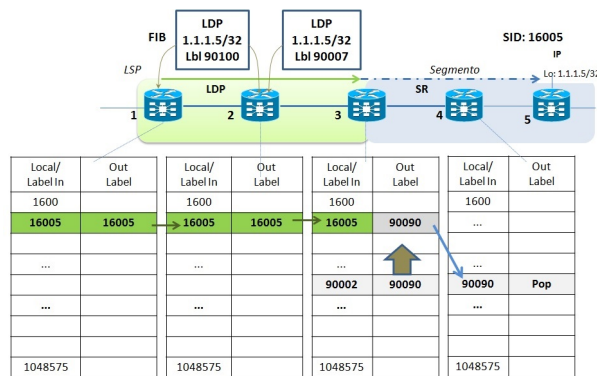 FIB
LDP
1.1.1.5/32
Lbl 90100
LDP
1.1.1.5/32
Lbl 90007
SID: 16005
IP
Lo: 1.1.1.5/32
LSP
LDP
Segmento
SR
1
2
3
4
5
Local/ Label In Out Label
1600
16005 16005
...
...
1048575
Local/ Label In Out Label
1600
16005 16005
...
...
1048575
Local/ Label In Out Label
1600
16005 90090
...
90002 90090
...
1048575
Local/ Label In Out Label
1600
...
...
90090 Pop
...
1048575